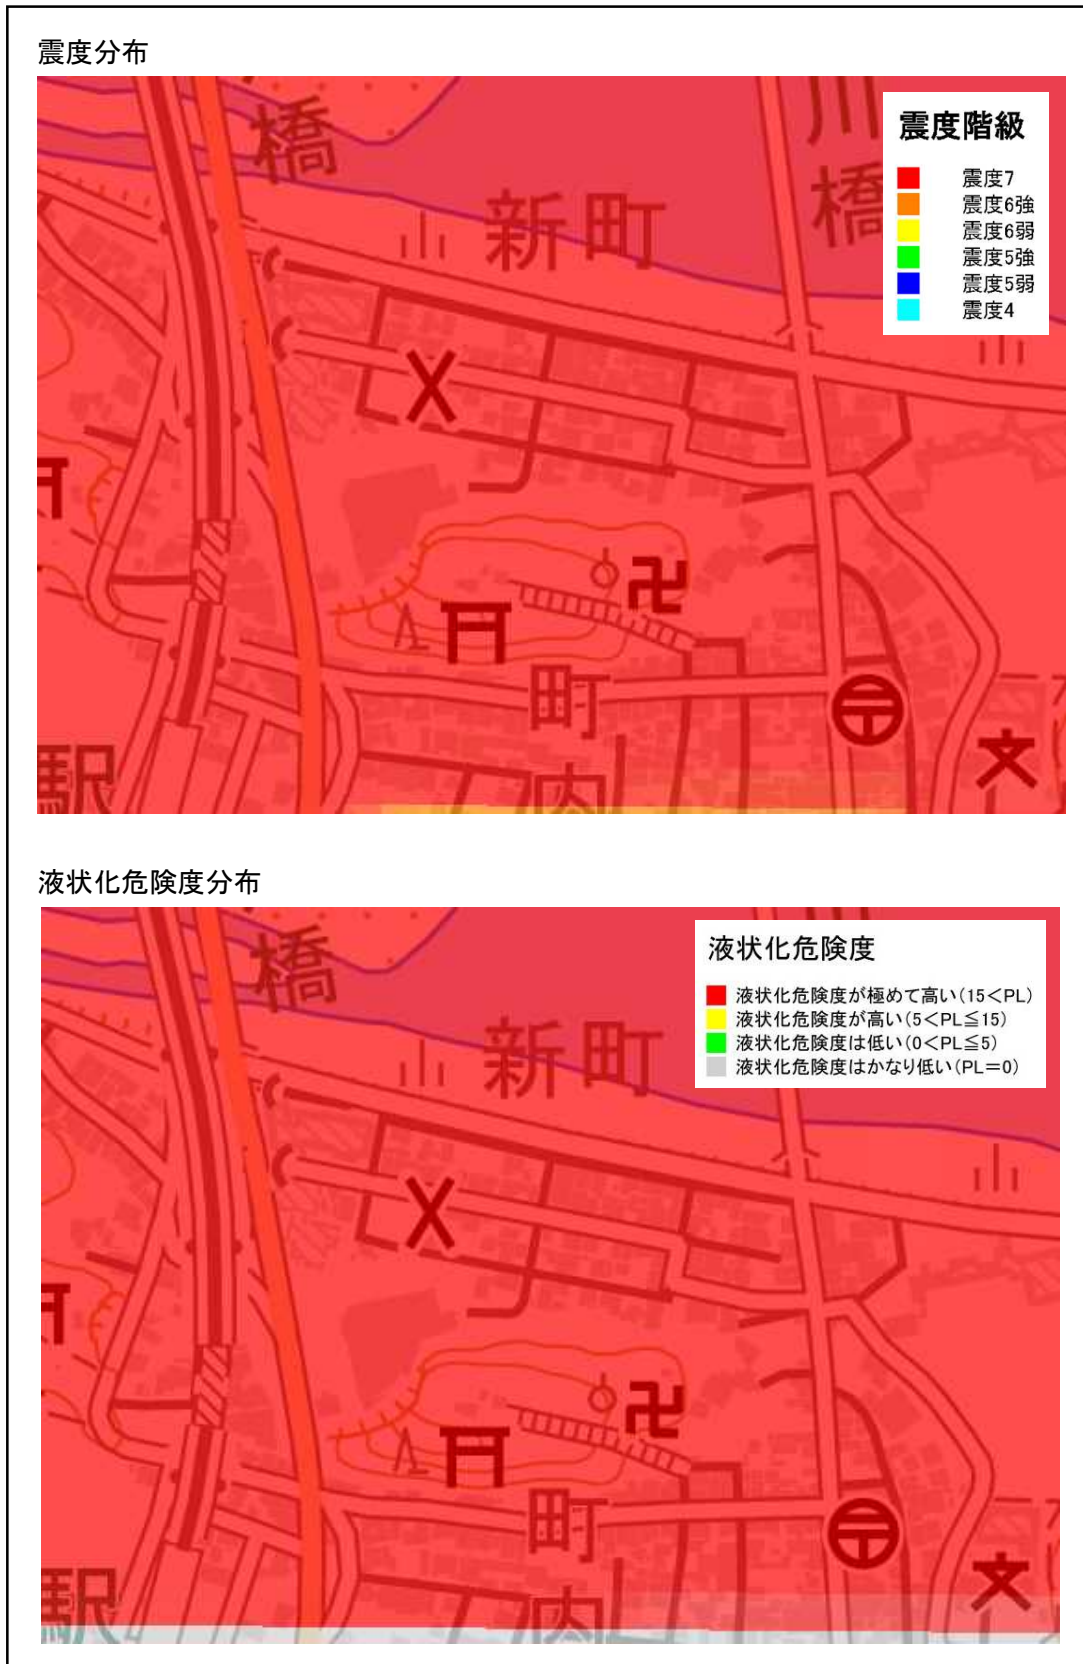 震度分布
橋
川
橋
新町
震度階級
震度7
震度6強
震度6弱
震度5強
震度5弱
震度4
町
内
駅
液状化危険度分布
橋
新町
液状化危険度
液状化危険度が極めて高い(15<PL)
液状化危険度が高い(5<PL≦15)
液状化危険度は低い(0<PL≦5)
液状化危険度はかなり低い(PL=0)
町
内
駅